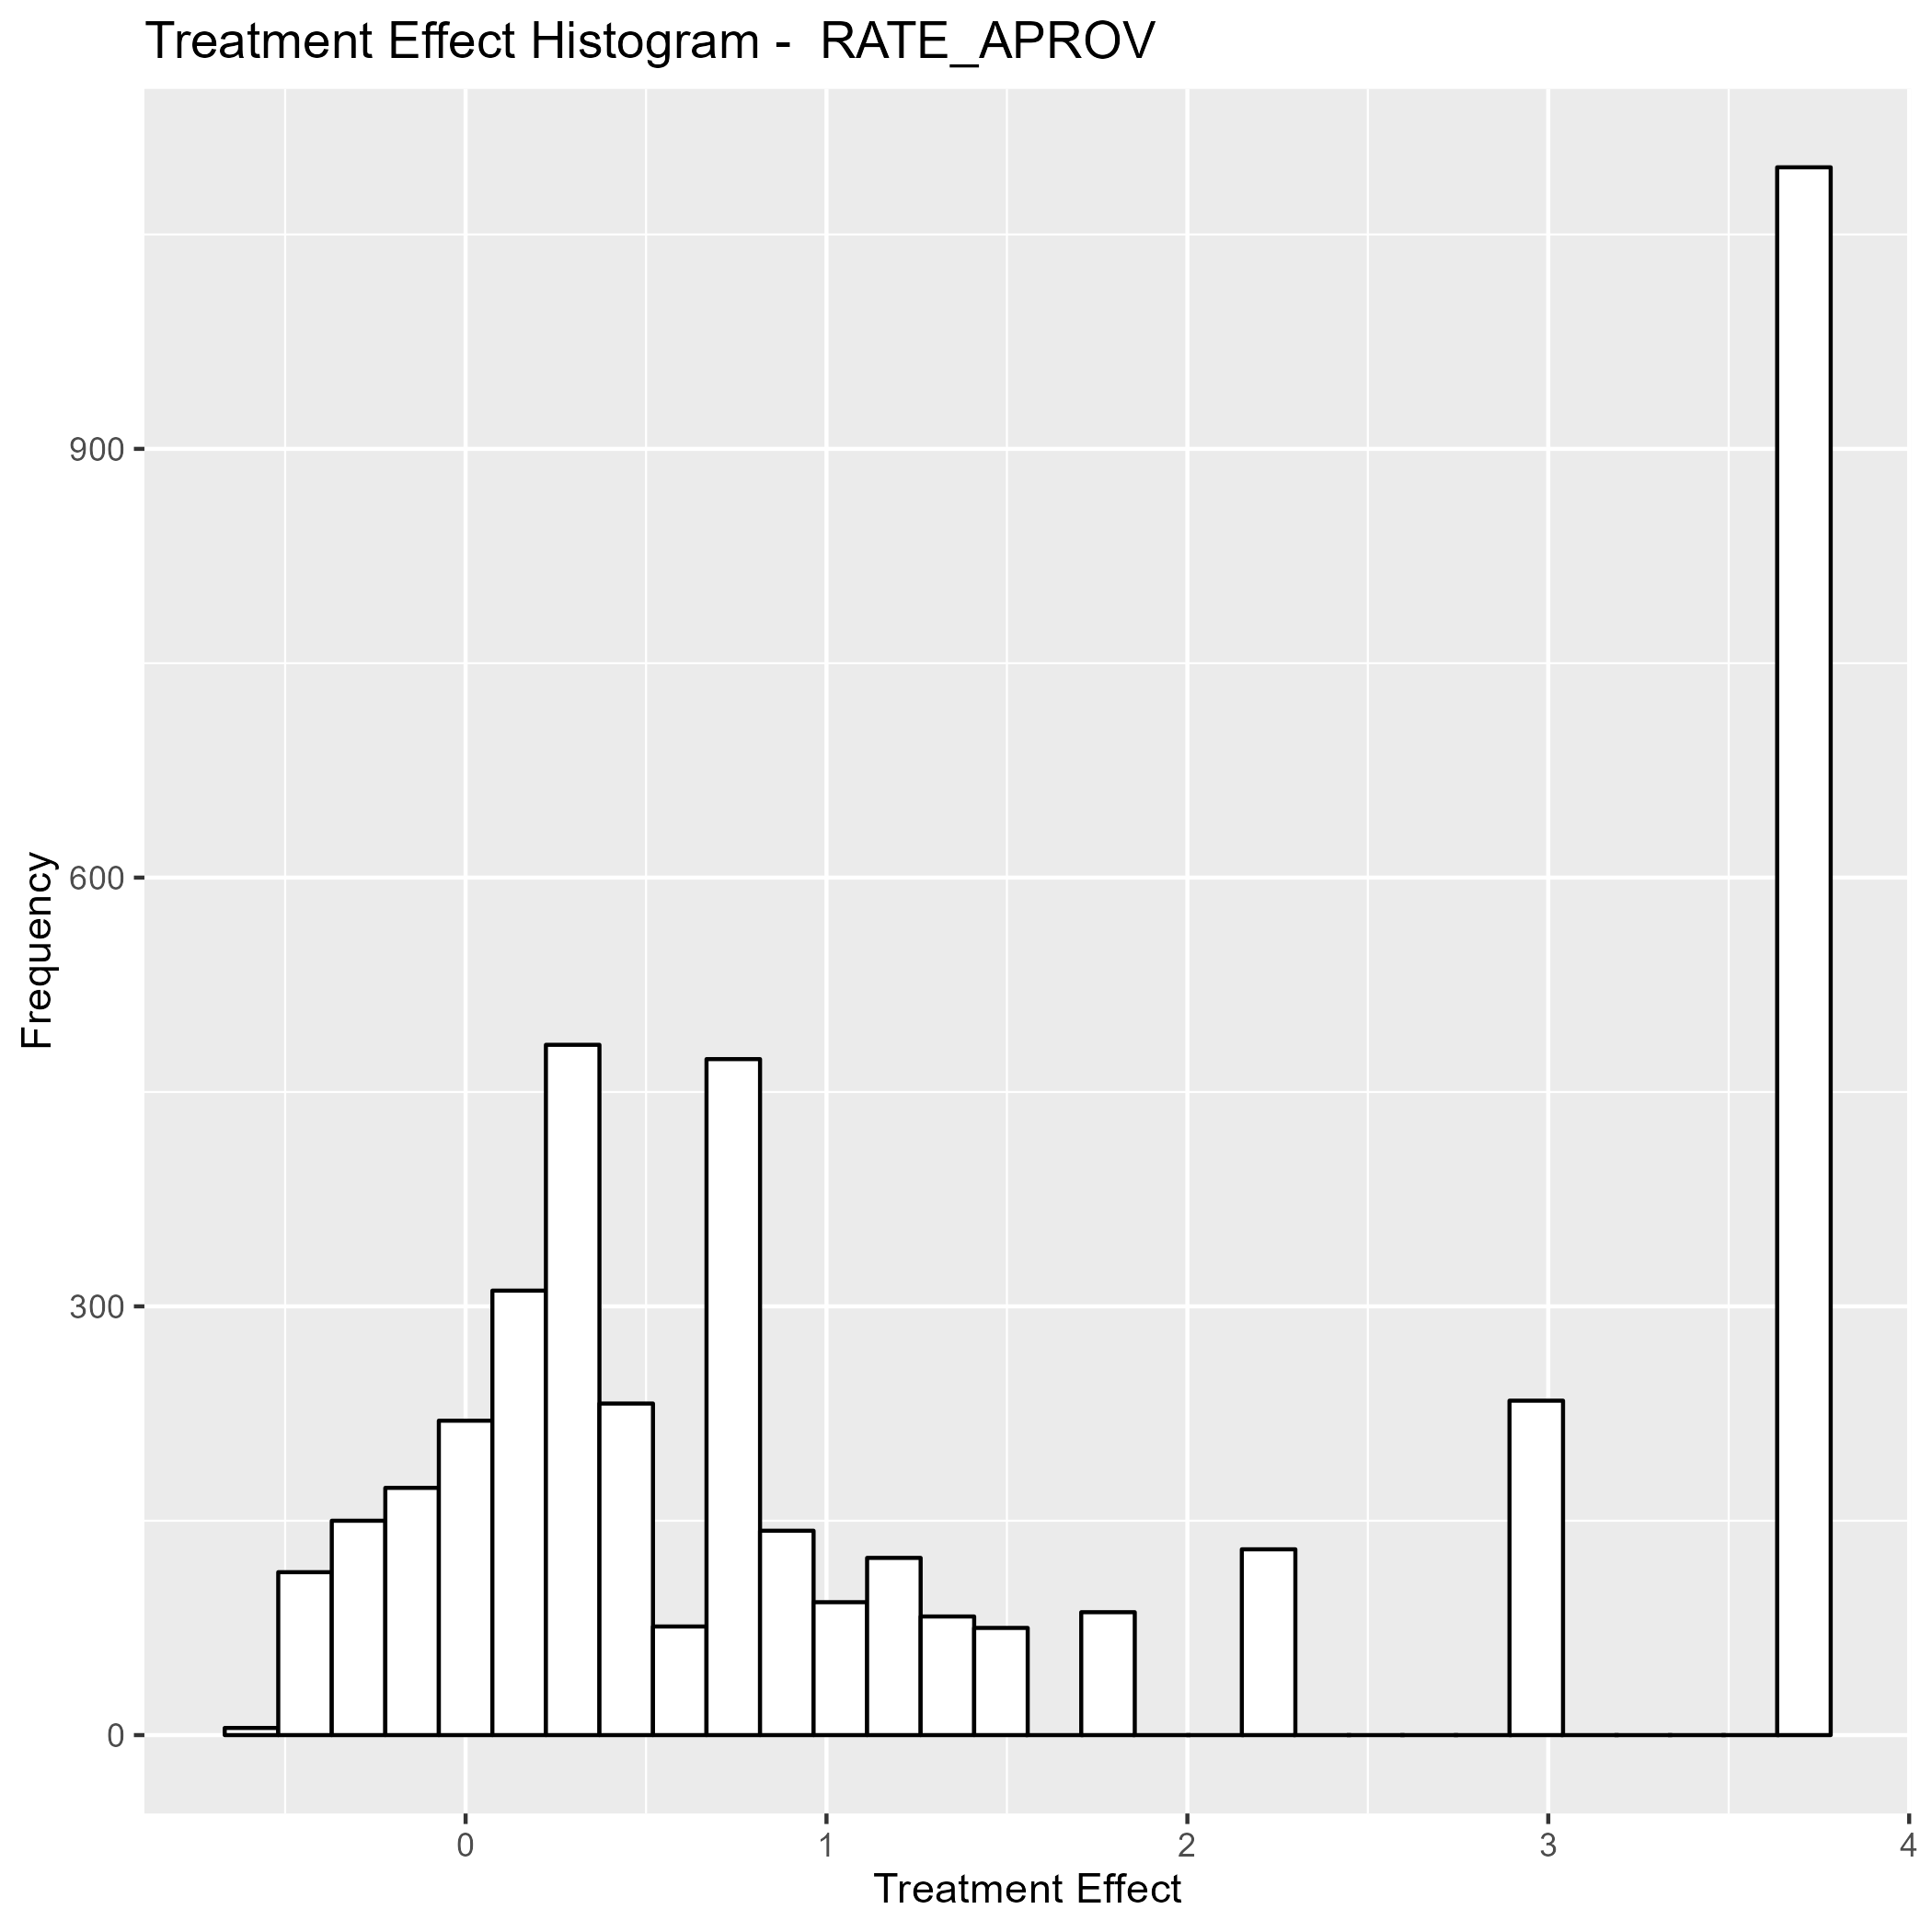 Treatment Effect Histogram -  RATE_APROV
Frequency
900
600
300
0
0 1 2 3 4
Treatment Effect